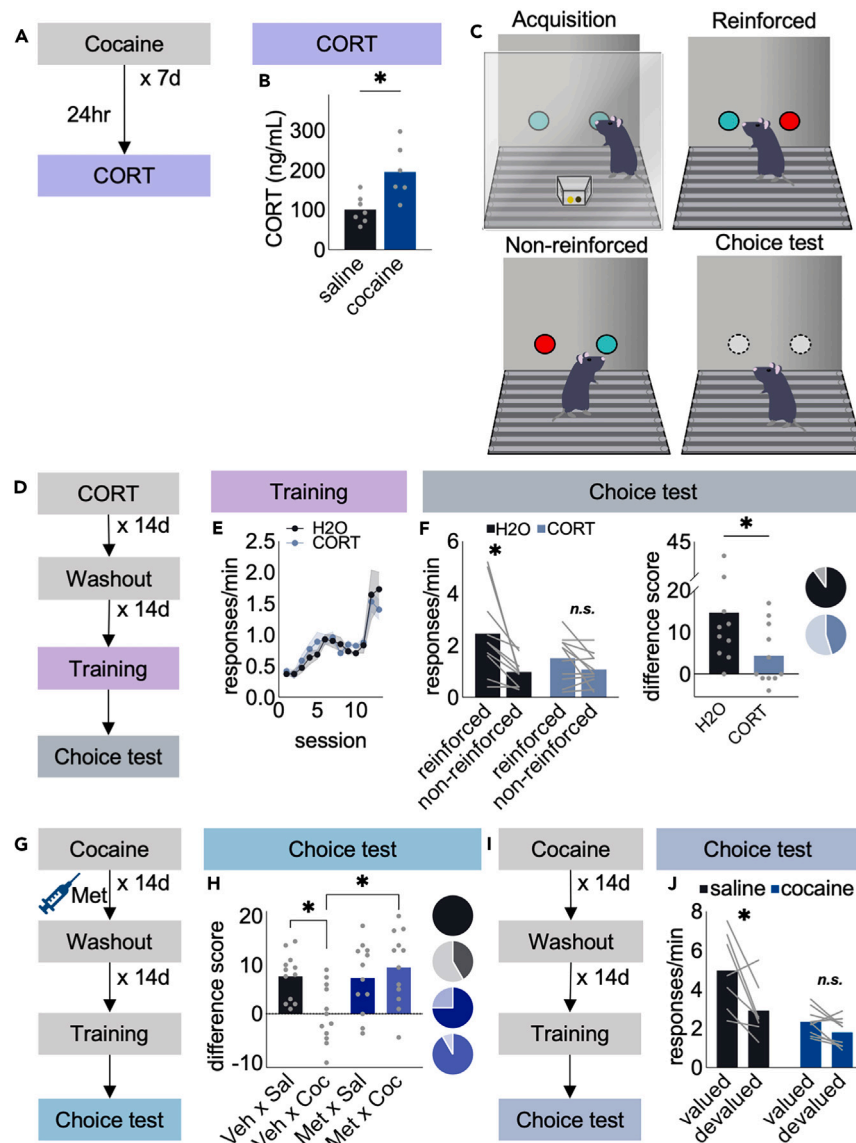 A
Cocaine
x 7d
24hr
CORT
CORT
B
*
CORT (ng/mL)
300
200
100
0
saline
cocaine
C
Acquisition
Reinforced
Non-reinforced
Choice test
D
CORT
x 14d
Washout
x 14d
Training
Choice test
Training
E
H2O
CORT
responses/min
2.5
2.0
1.5
1.0
0.5
0.0
0
5
10
session
Choice test
F
H2O
CORT
responses/min
6
4
2
0
*
n.s.
reinforced
non-reinforced
reinforced
non-reinforced
difference score
45
20
20
10
0
*
H2O
CORT
G
Cocaine
Met
x 14d
Washout
x 14d
Training
Choice test
Choice test
H
difference score
20
10
0
-10
*
*
Veh x Sal
Veh x Coc
Met x Sal
Met x Coc
I
Cocaine
x 14d
Washout
x 14d
Training
Choice test
Choice test
J
saline
cocaine
responses/min
8
6
4
2
0
*
n.s.
valued
devalued
valued
devalued